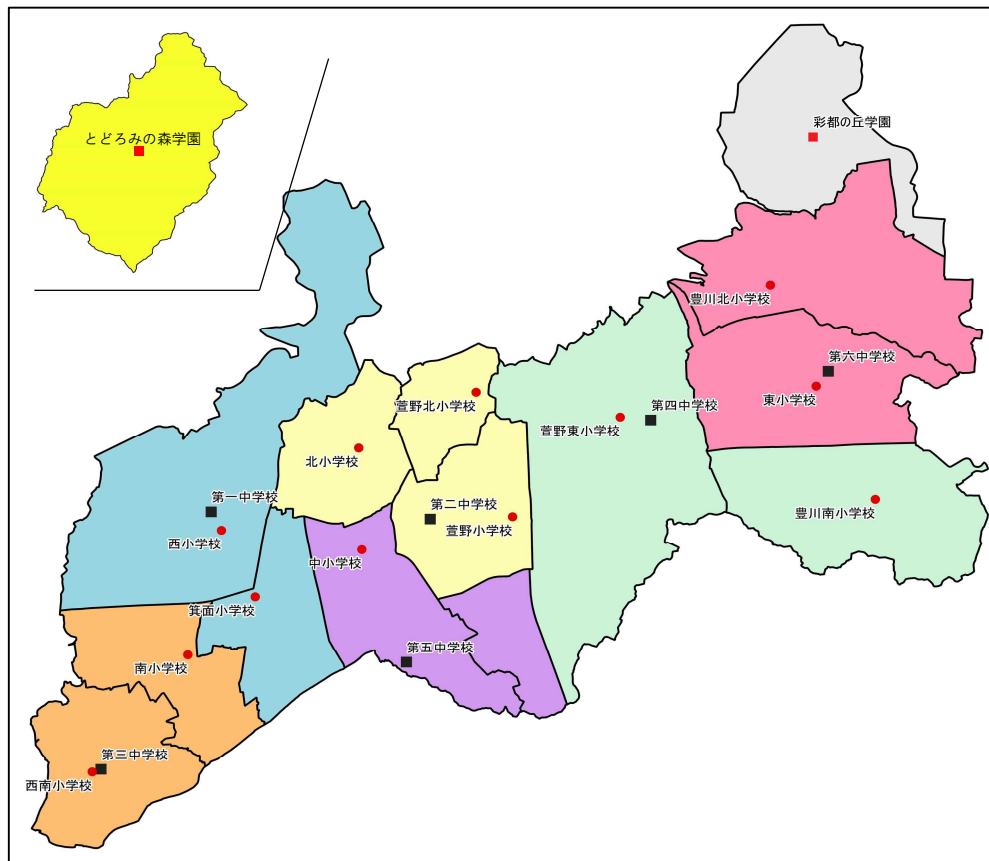 彩都の丘学園
とどろみの森学園
豊川北小学校
第六中学校
東小学校
萱野北小学校
第四中学校
萱野東小学校
北小学校
第一中学校
第二中学校
豊川南小学校
萱野小学校
西小学校
中小学校
箕面小学校
第五中学校
南小学校
第三中学校
西南小学校